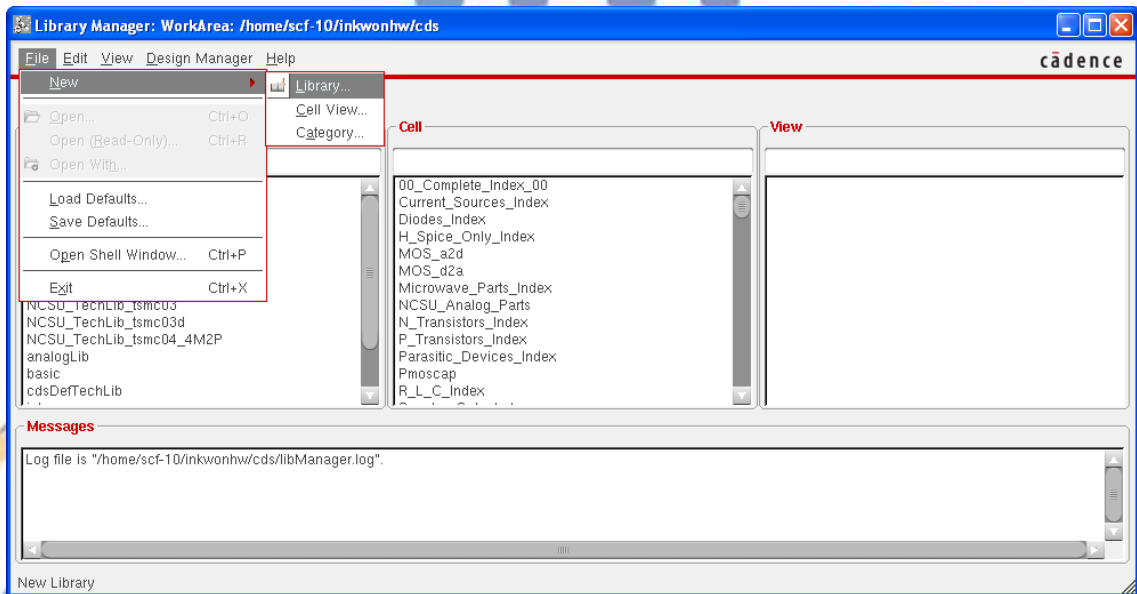 Library Manager: WorkArea: /home/scf-10/inkwonhw/cds
File Edit View Design Manager Help
cādence
New
Library...
Cell View...
Category...
Open... Ctrl+O
Open (Read-Only)... Ctrl+R
Open With...
Load Defaults...
Save Defaults...
Open Shell Window... Ctrl+P
Exit Ctrl+X
NCSU_TechLib_tsmc03
NCSU_TechLib_tsmc03d
NCSU_TechLib_tsmc04_4M2P
analogLib
basic
cdsDefTechLib
Cell
00_Complete_Index_00
Current_Sources_Index
Diodes_Index
H_Spice_Only_Index
MOS_a2d
MOS_d2a
Microwave_Parts_Index
NCSU_Analog_Parts
N_Transistors_Index
P_Transistors_Index
Parasitic_Devices_Index
Pmoscap
R_L_C_Index
View
Messages
Log file is "/home/scf-10/inkwonhw/cds/libManager.log".
New Library